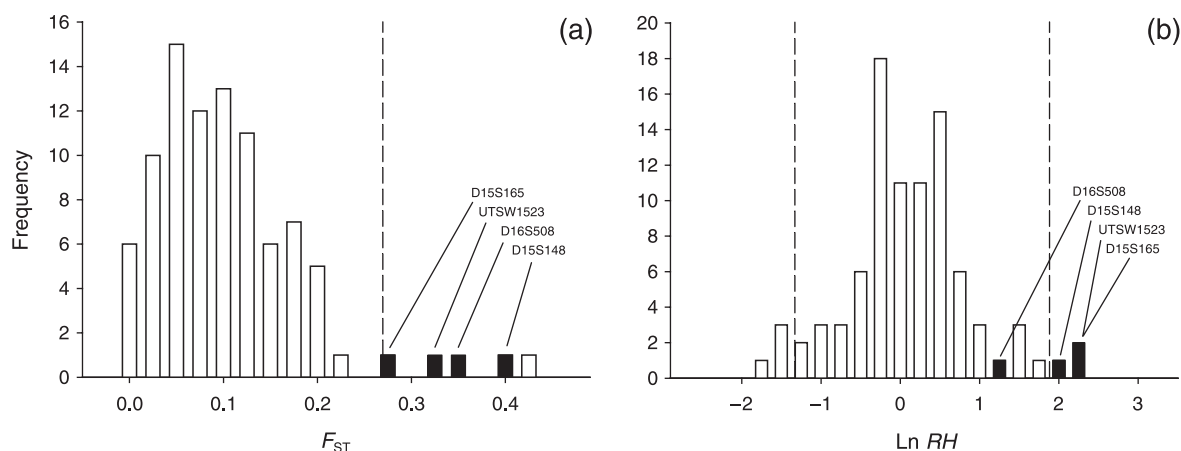 (a)
16
14
12
10
8
6
4
2
0
Frequency
D15S165
UTSW1523
D16S508
D15S148
0.0 0.1 0.2 0.3 0.4
FST
(b)
20
18
16
14
12
10
8
6
4
2
0
D16S508
D15S148
UTSW1523
D15S165
−2 −1 0 1 2 3
Ln RH